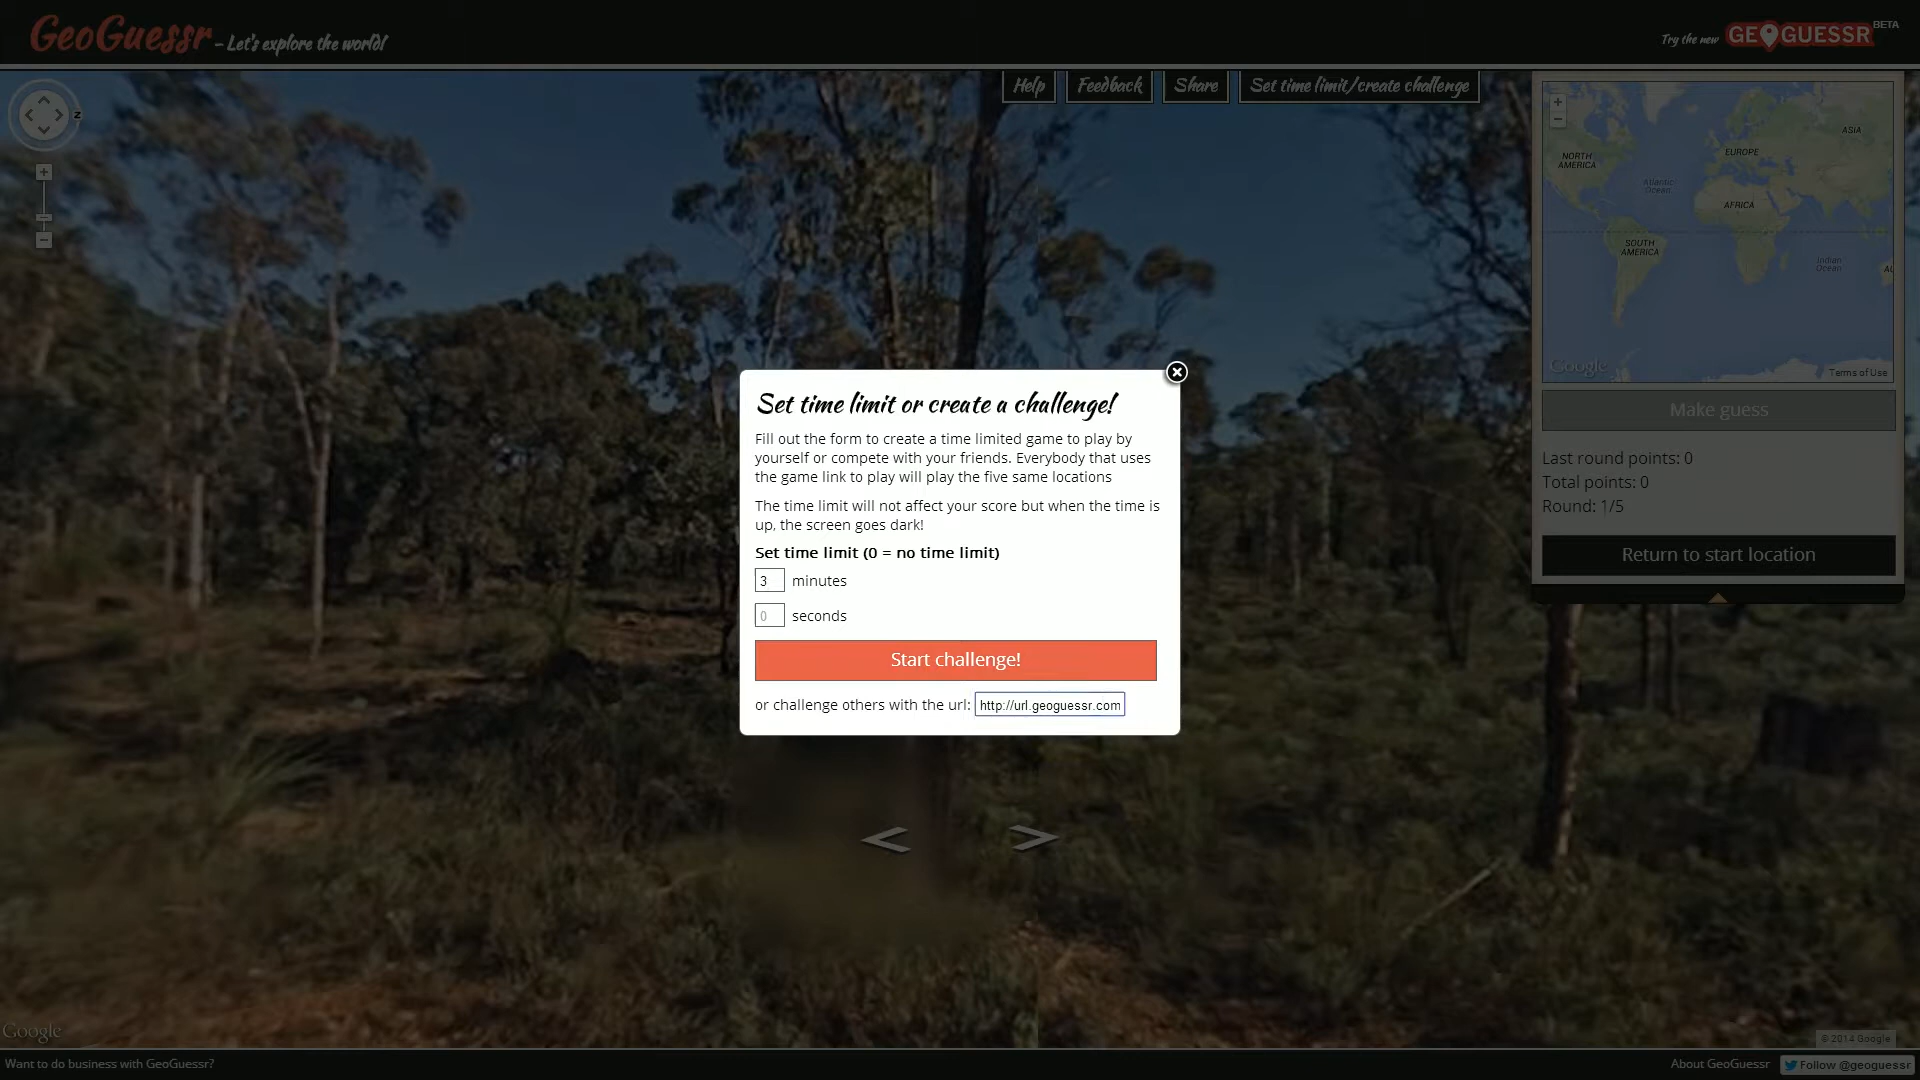 GeoGuessr - Let's explore the world!
Try the new GEOGUESSR BETA
Help Feedback Share Set time limit/create challenge
z
+
−
+
−
NORTH AMERICA
EUROPE
ASIA
Atlantic Ocean
AFRICA
SOUTH AMERICA
Indian Ocean
AU
Google
Terms of Use
Make guess
Last round points: 0
Total points: 0
Round: 1/5
Return to start location
Set time limit or create a challenge!
Fill out the form to create a time limited game to play by
yourself or compete with your friends. Everybody that uses
the game link to play will play the five same locations
The time limit will not affect your score but when the time is
up, the screen goes dark!
Set time limit (0 = no time limit)
3 minutes
0 seconds
Start challenge!
or challenge others with the url: http://url.geoguessr.com
Google
© 2014 Google
Want to do business with GeoGuessr?
About GeoGuessr
Follow @geoguessr